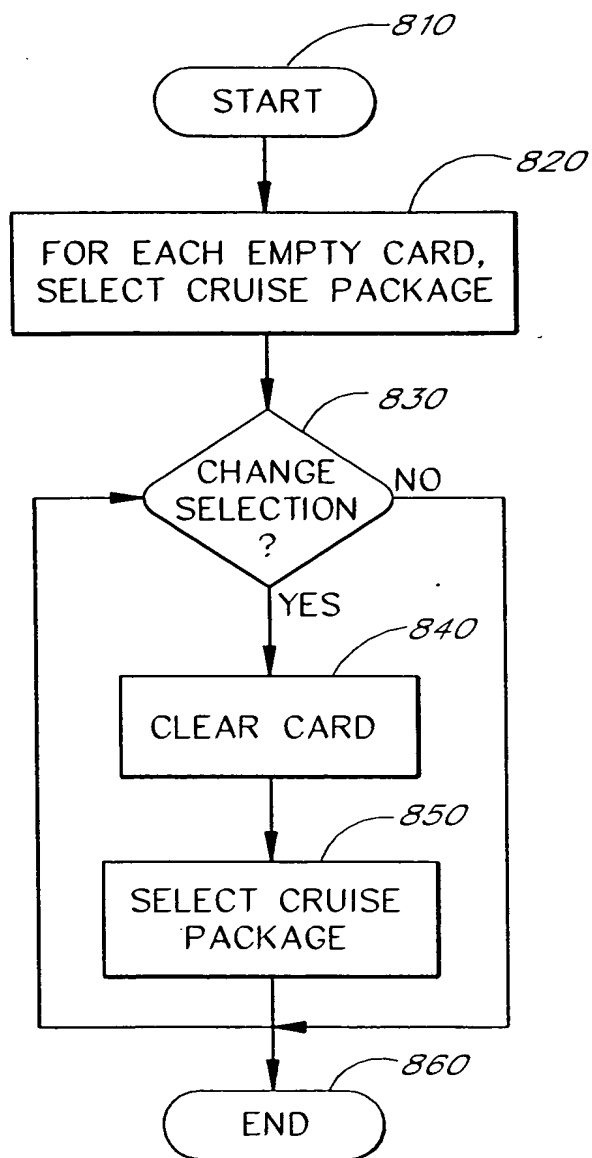 810
START
820
FOR EACH EMPTY CARD,
SELECT CRUISE PACKAGE
830
CHANGE
SELECTION
?
NO
YES
840
CLEAR CARD
850
SELECT CRUISE
PACKAGE
860
END